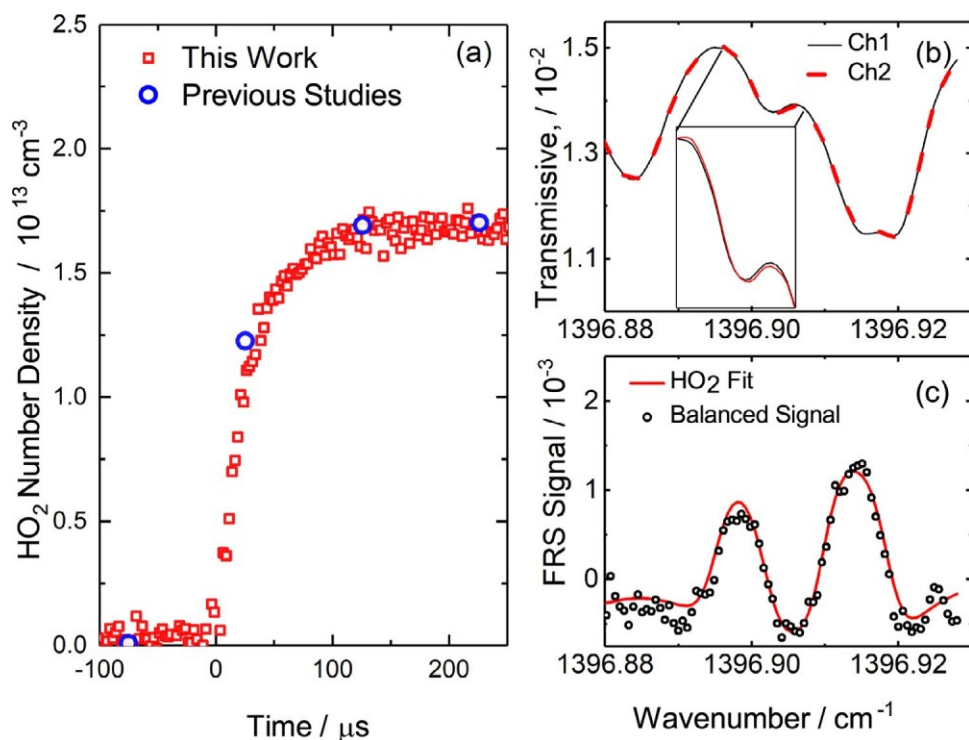 (a)
This Work
Previous Studies
HO₂ Number Density / 10¹³ cm⁻³
2.5
2.0
1.5
1.0
0.5
0.0
-100
0
100
200
Time / μs
(b)
Ch1
Ch2
Transmissive, / 10⁻²
1.5
1.3
1.1
1396.88
1396.90
1396.92
(c)
HO₂ Fit
Balanced Signal
FRS Signal / 10⁻³
2
1
0
1396.88
1396.90
1396.92
Wavenumber / cm⁻¹